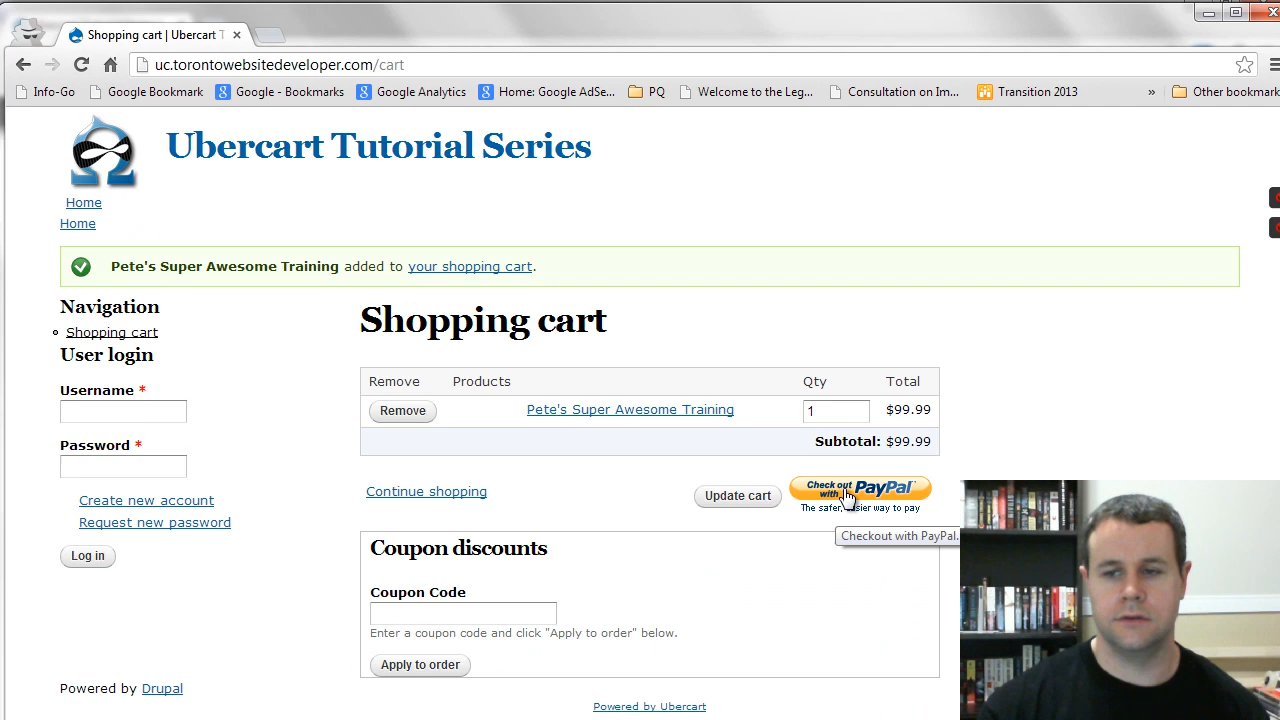 Shopping cart | Ubercart T
uc.torontowebsitedeveloper.com/cart
Info-Go Google Bookmark Google - Bookmarks Google Analytics Home: Google AdSe... PQ Welcome to the Leg... Consultation on Im... Transition 2013 » Other bookmark
Ubercart Tutorial Series
Home
Home
Pete's Super Awesome Training added to your shopping cart.
Navigation
Shopping cart
User login
Username *
Password *
Create new account
Request new password
Log in
Shopping cart
Remove Products Qty Total
Remove Pete's Super Awesome Training 1 $99.99
Subtotal: $99.99
Continue shopping Update cart Check out with PayPal
The safer, easier way to pay
Checkout with PayPal.
Coupon discounts
Coupon Code
Enter a coupon code and click "Apply to order" below.
Apply to order
Powered by Drupal
Powered by Ubercart